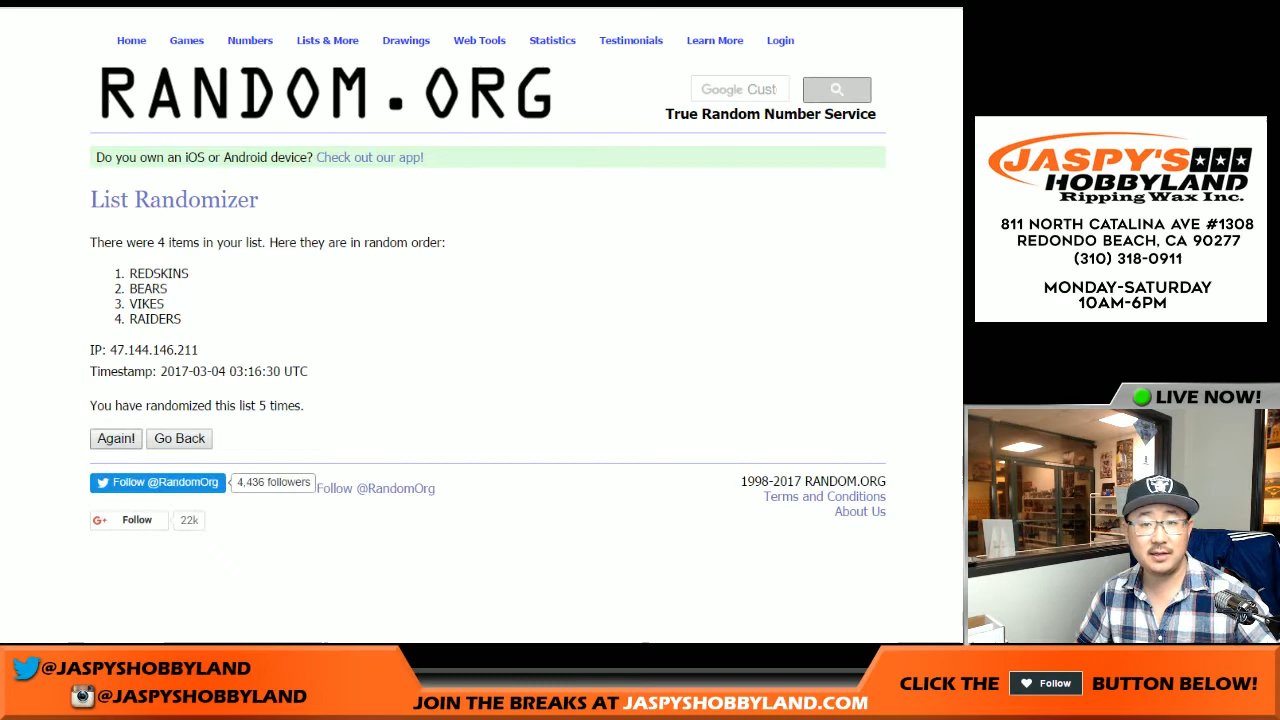 Home Games Numbers Lists & More Drawings Web Tools Statistics Testimonials Learn More Login
RANDOM.ORG
Google Cust
True Random Number Service
Do you own an iOS or Android device? Check out our app!
List Randomizer
There were 4 items in your list. Here they are in random order:
1. REDSKINS
2. BEARS
3. VIKES
4. RAIDERS
IP: 47.144.146.211
Timestamp: 2017-03-04 03:16:30 UTC
You have randomized this list 5 times.
Again! Go Back
Follow @RandomOrg 4,436 followers Follow @RandomOrg
G+ Follow 22k
1998-2017 RANDOM.ORG
Terms and Conditions
About Us
JASPY'S
HOBBYLAND
Ripping Wax Inc.
811 NORTH CATALINA AVE #1308
REDONDO BEACH, CA 90277
(310) 318-0911
MONDAY-SATURDAY
10AM-6PM
LIVE NOW!
@JASPYSHOBBYLAND
@JASPYSHOBBYLAND
JOIN THE BREAKS AT JASPYSHOBBYLAND.COM
CLICK THE Follow BUTTON BELOW!